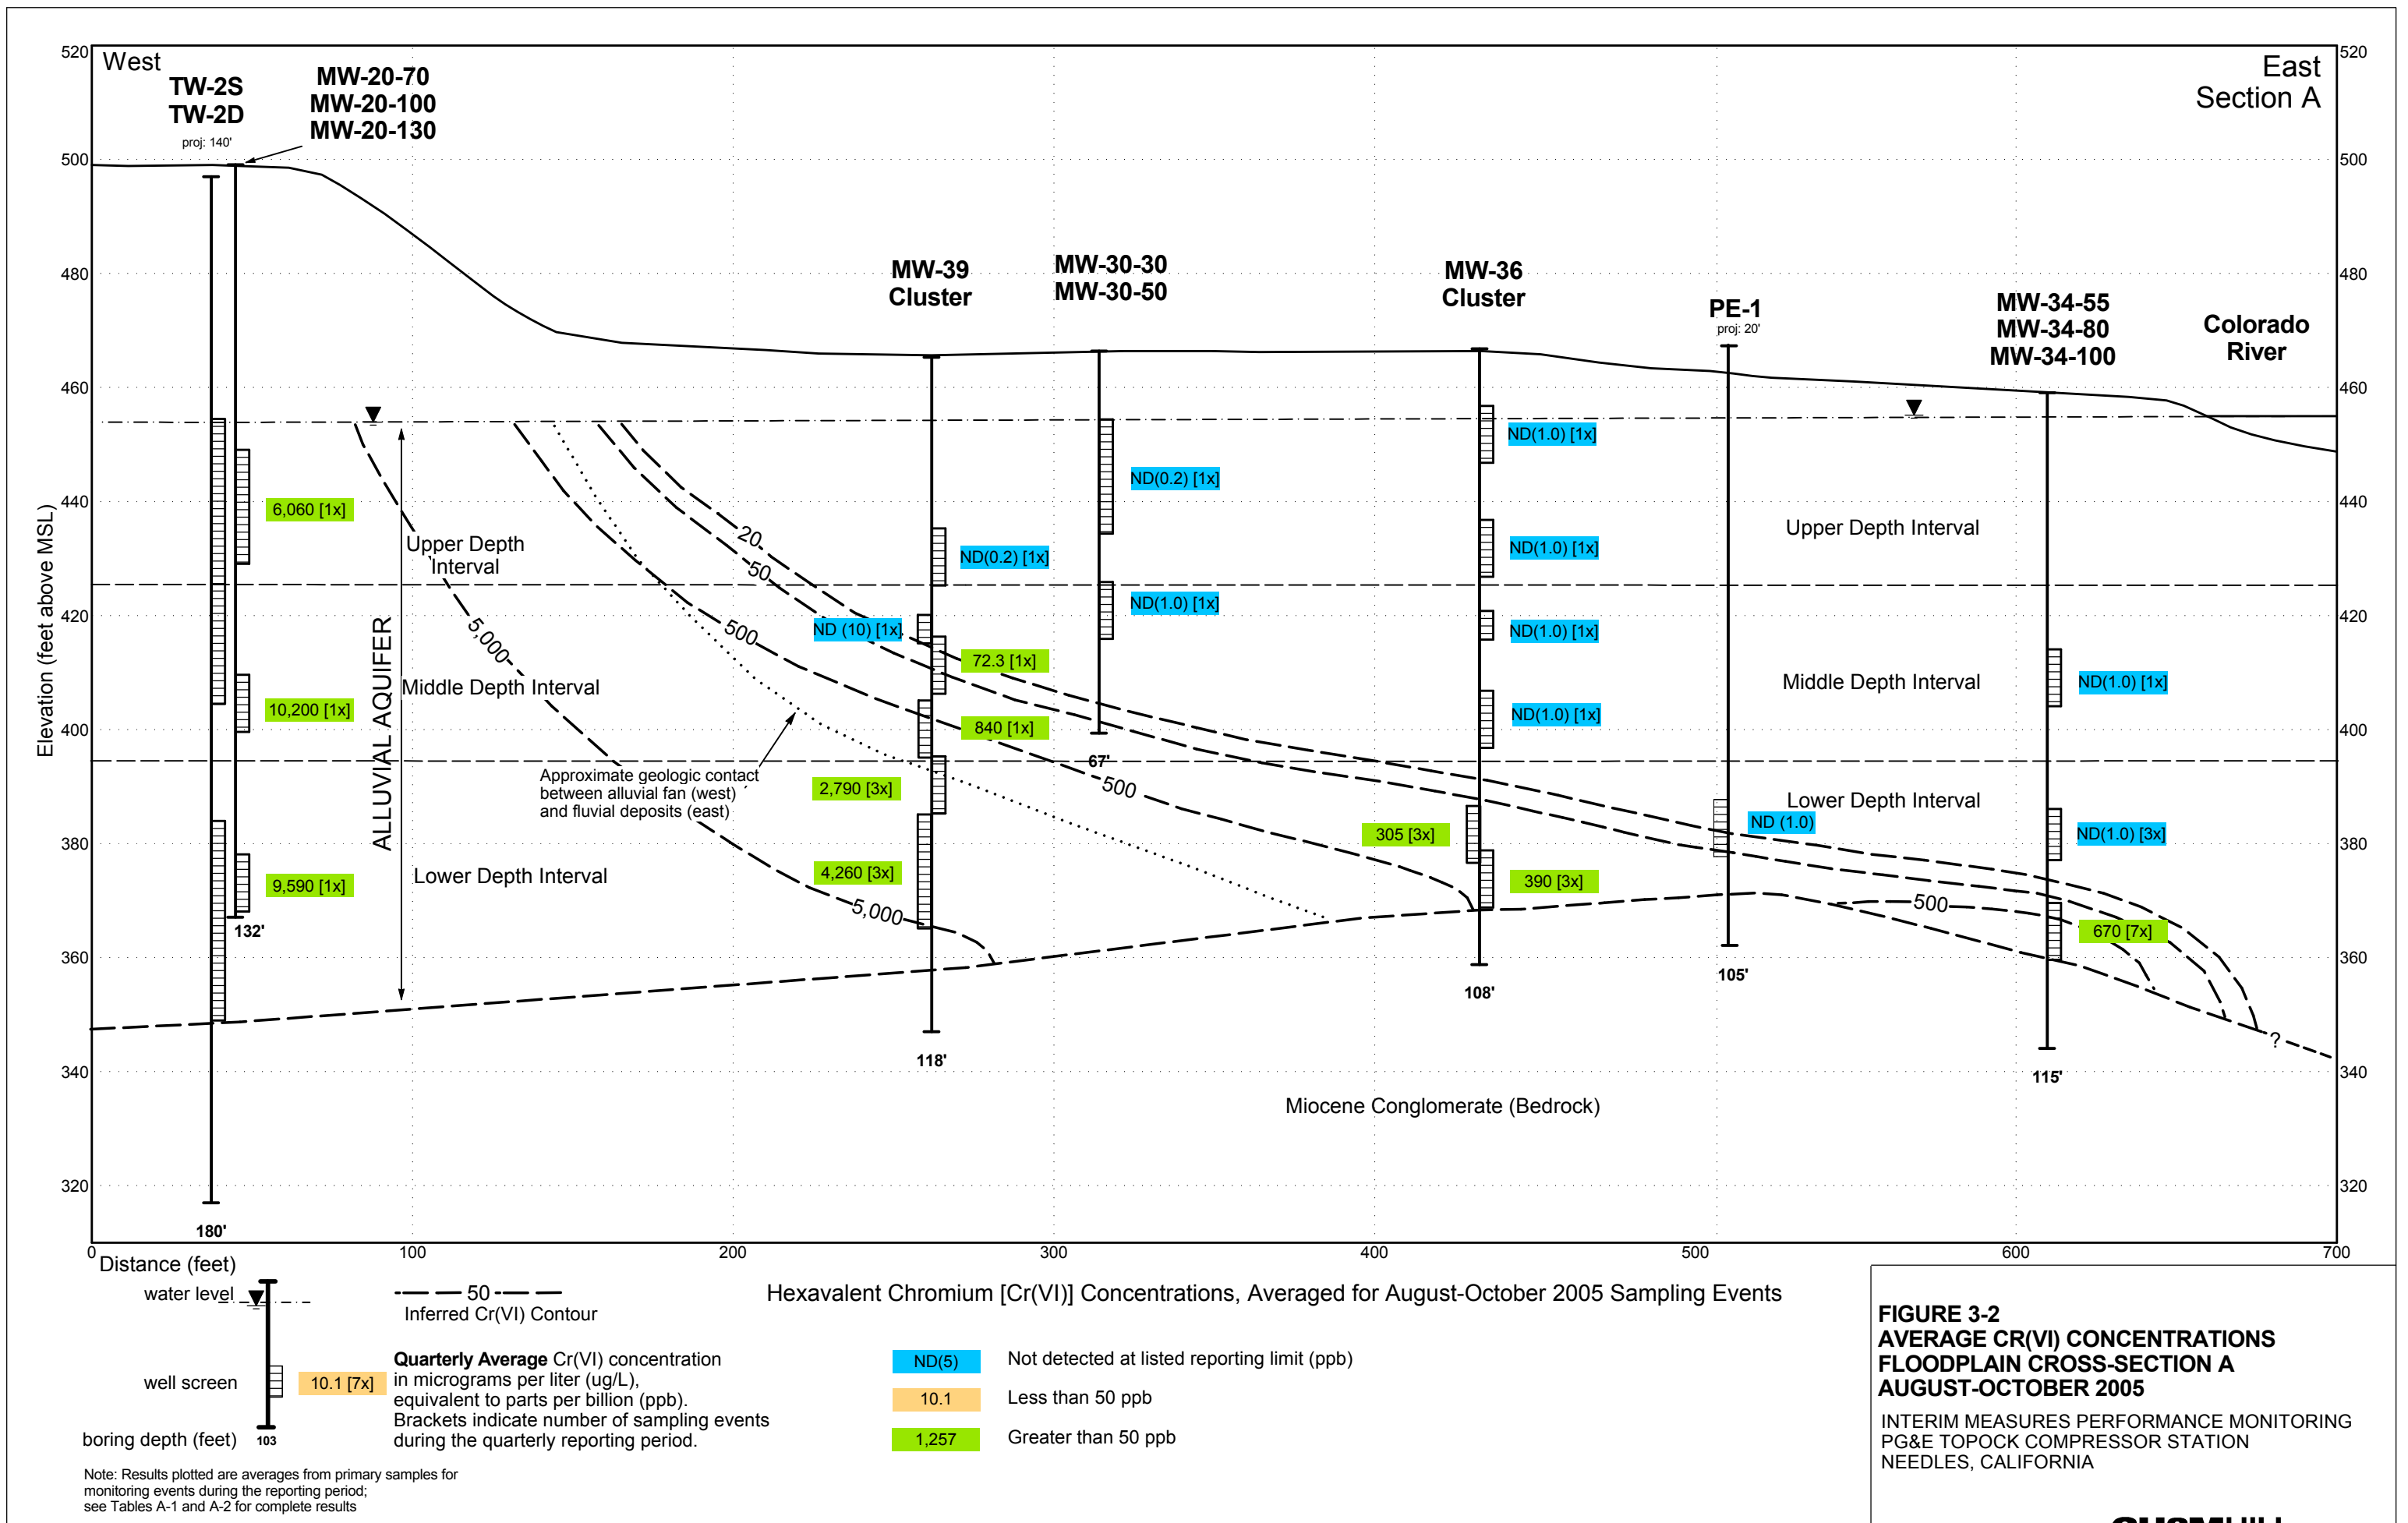 520
West
TW-2S
TW-2D
proj: 140'
MW-20-70
MW-20-100
MW-20-130
East
Section A
520
500
500
480
480
MW-39
Cluster
MW-30-30
MW-30-50
MW-36
Cluster
PE-1
proj: 20'
MW-34-55
MW-34-80
MW-34-100
Colorado
River
460
460
440
440
420
420
400
400
380
380
360
360
340
340
320
320
Elevation (feet above MSL)
ALLUVIAL AQUIFER
ND(1.0) [1x]
ND(0.2) [1x]
6,060 [1x]
Upper Depth
Interval
20
50
ND(0.2) [1x]
ND(1.0) [1x]
Upper Depth Interval
5,000
500
ND (10) [1x]
ND(1.0) [1x]
ND(1.0) [1x]
72.3 [1x]
Middle Depth Interval
Middle Depth Interval
ND(1.0) [1x]
10,200 [1x]
840 [1x]
ND(1.0) [1x]
67'
Approximate geologic contact
between alluvial fan (west)
and fluvial deposits (east)
2,790 [3x]
500
Lower Depth Interval
305 [3x]
ND (1.0)
ND(1.0) [3x]
9,590 [1x]
Lower Depth Interval
4,260 [3x]
5,000
390 [3x]
500
670 [7x]
132'
118'
108'
105'
115'
?
180'
Miocene Conglomerate (Bedrock)
0
100
200
300
400
500
600
700
Distance (feet)
water level
50
Inferred Cr(VI) Contour
Hexavalent Chromium [Cr(VI)] Concentrations, Averaged for August-October 2005 Sampling Events
well screen
10.1 [7x]
boring depth (feet)
103
Quarterly Average Cr(VI) concentration
in micrograms per liter (ug/L),
equivalent to parts per billion (ppb).
Brackets indicate number of sampling events
during the quarterly reporting period.
ND(5)
Not detected at listed reporting limit (ppb)
10.1
Less than 50 ppb
1,257
Greater than 50 ppb
Note: Results plotted are averages from primary samples for
monitoring events during the reporting period;
see Tables A-1 and A-2 for complete results
FIGURE 3-2
AVERAGE CR(VI) CONCENTRATIONS
FLOODPLAIN CROSS-SECTION A
AUGUST-OCTOBER 2005
INTERIM MEASURES PERFORMANCE MONITORING
PG&E TOPOCK COMPRESSOR STATION
NEEDLES, CALIFORNIA